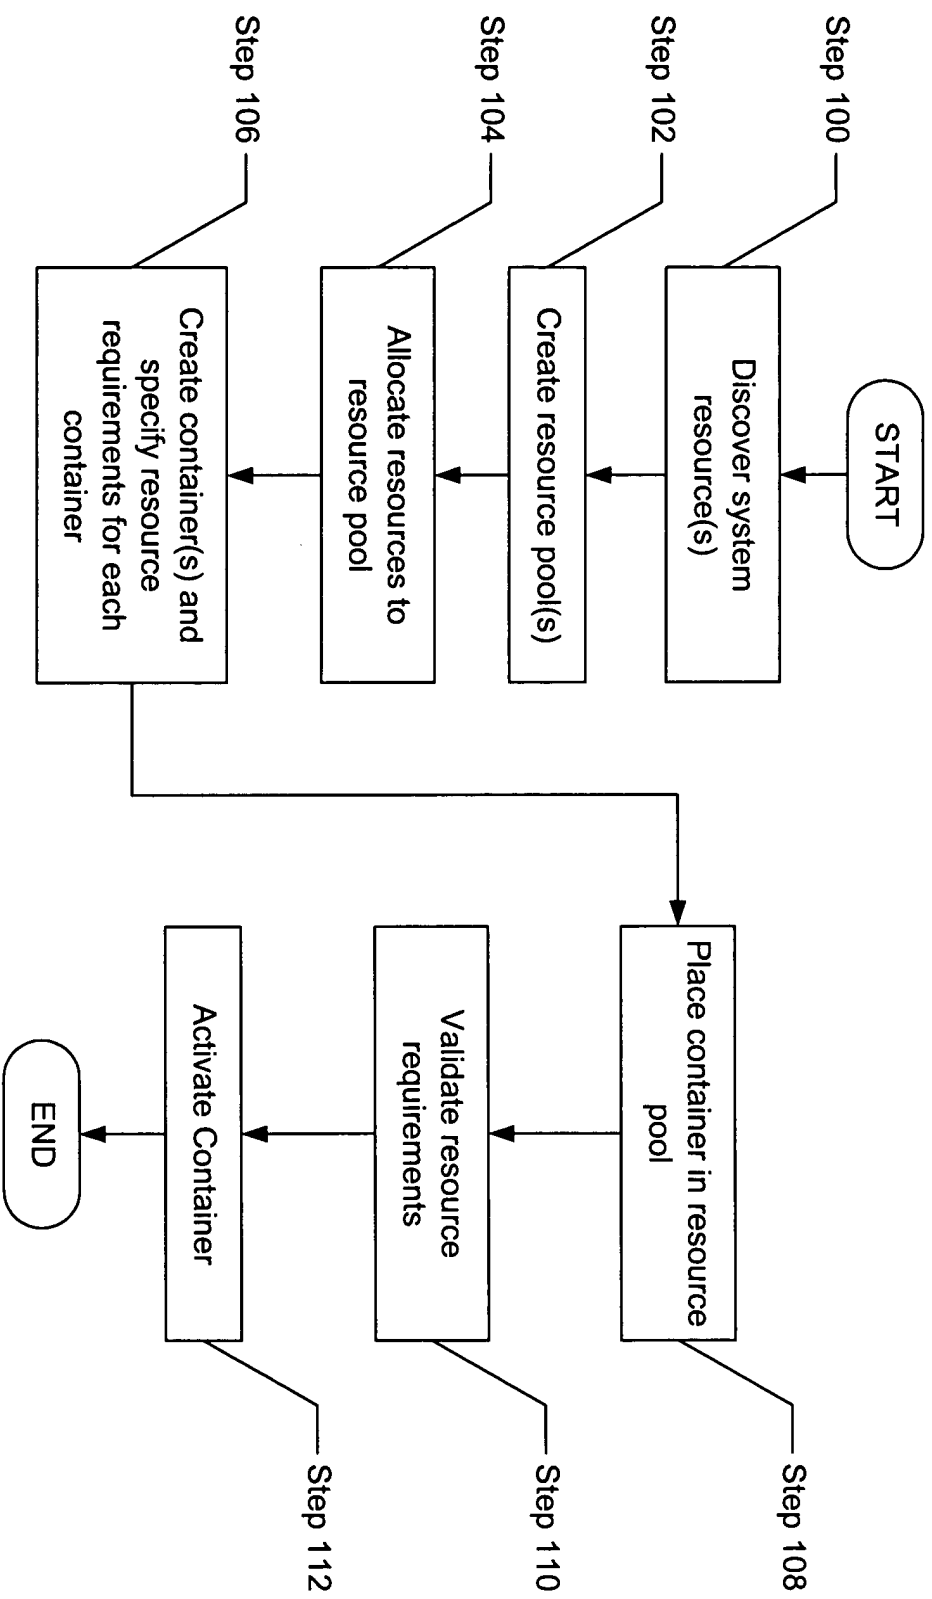 START
Step 100
Discover system
resource(s)
Step 102
Create resource pool(s)
Step 104
Allocate resources to
resource pool
Step 106
Create container(s) and
specify resource
requirements for each
container
Place container in resource
pool
Step 108
Validate resource
requirements
Step 110
Activate Container
Step 112
END